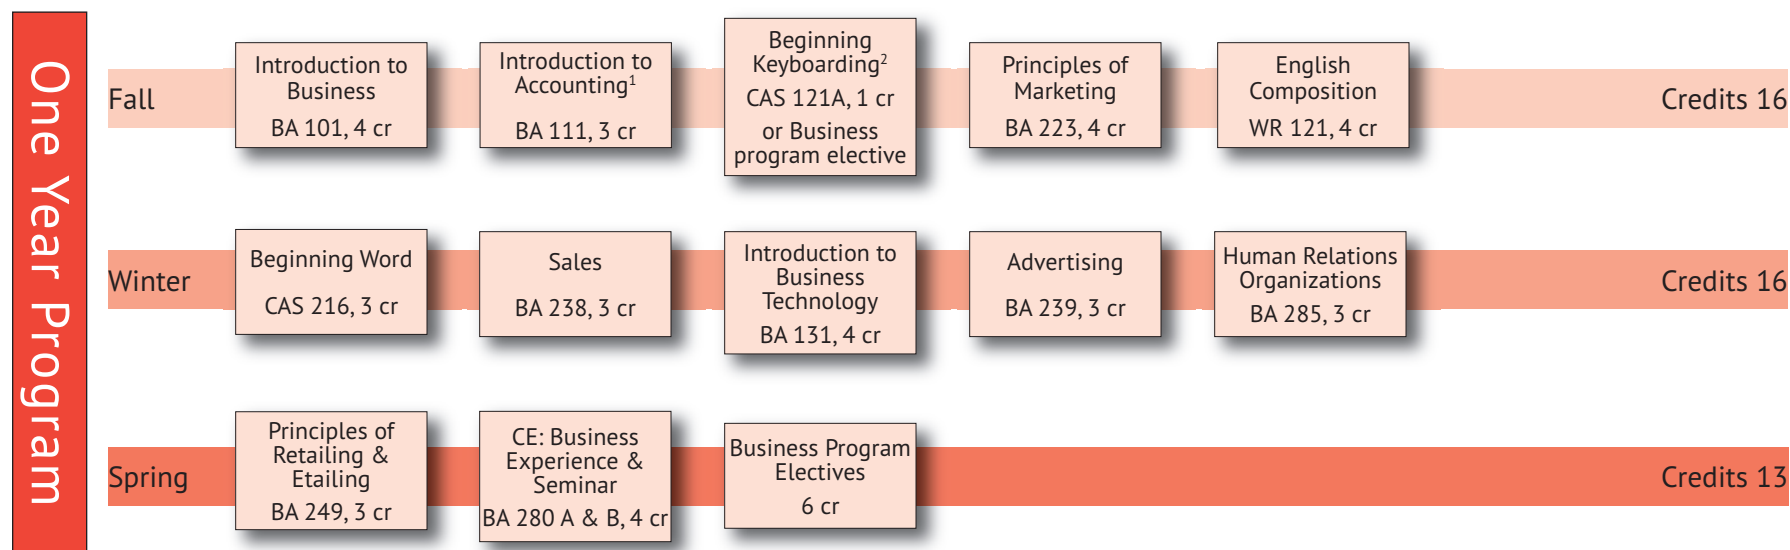 One Year Program
Fall
Introduction to
Business
BA 101, 4 cr
Introduction to
Accounting¹
BA 111, 3 cr
Beginning
Keyboarding²
CAS 121A, 1 cr
or Business
program elective
Principles of
Marketing
BA 223, 4 cr
English
Composition
WR 121, 4 cr
Credits 16
Winter
Beginning Word
CAS 216, 3 cr
Sales
BA 238, 3 cr
Introduction to
Business
Technology
BA 131, 4 cr
Advertising
BA 239, 3 cr
Human Relations
Organizations
BA 285, 3 cr
Credits 16
Spring
Principles of
Retailing &
Etailing
BA 249, 3 cr
CE: Business
Experience &
Seminar
BA 280 A & B, 4 cr
Business Program
Electives
6 cr
Credits 13